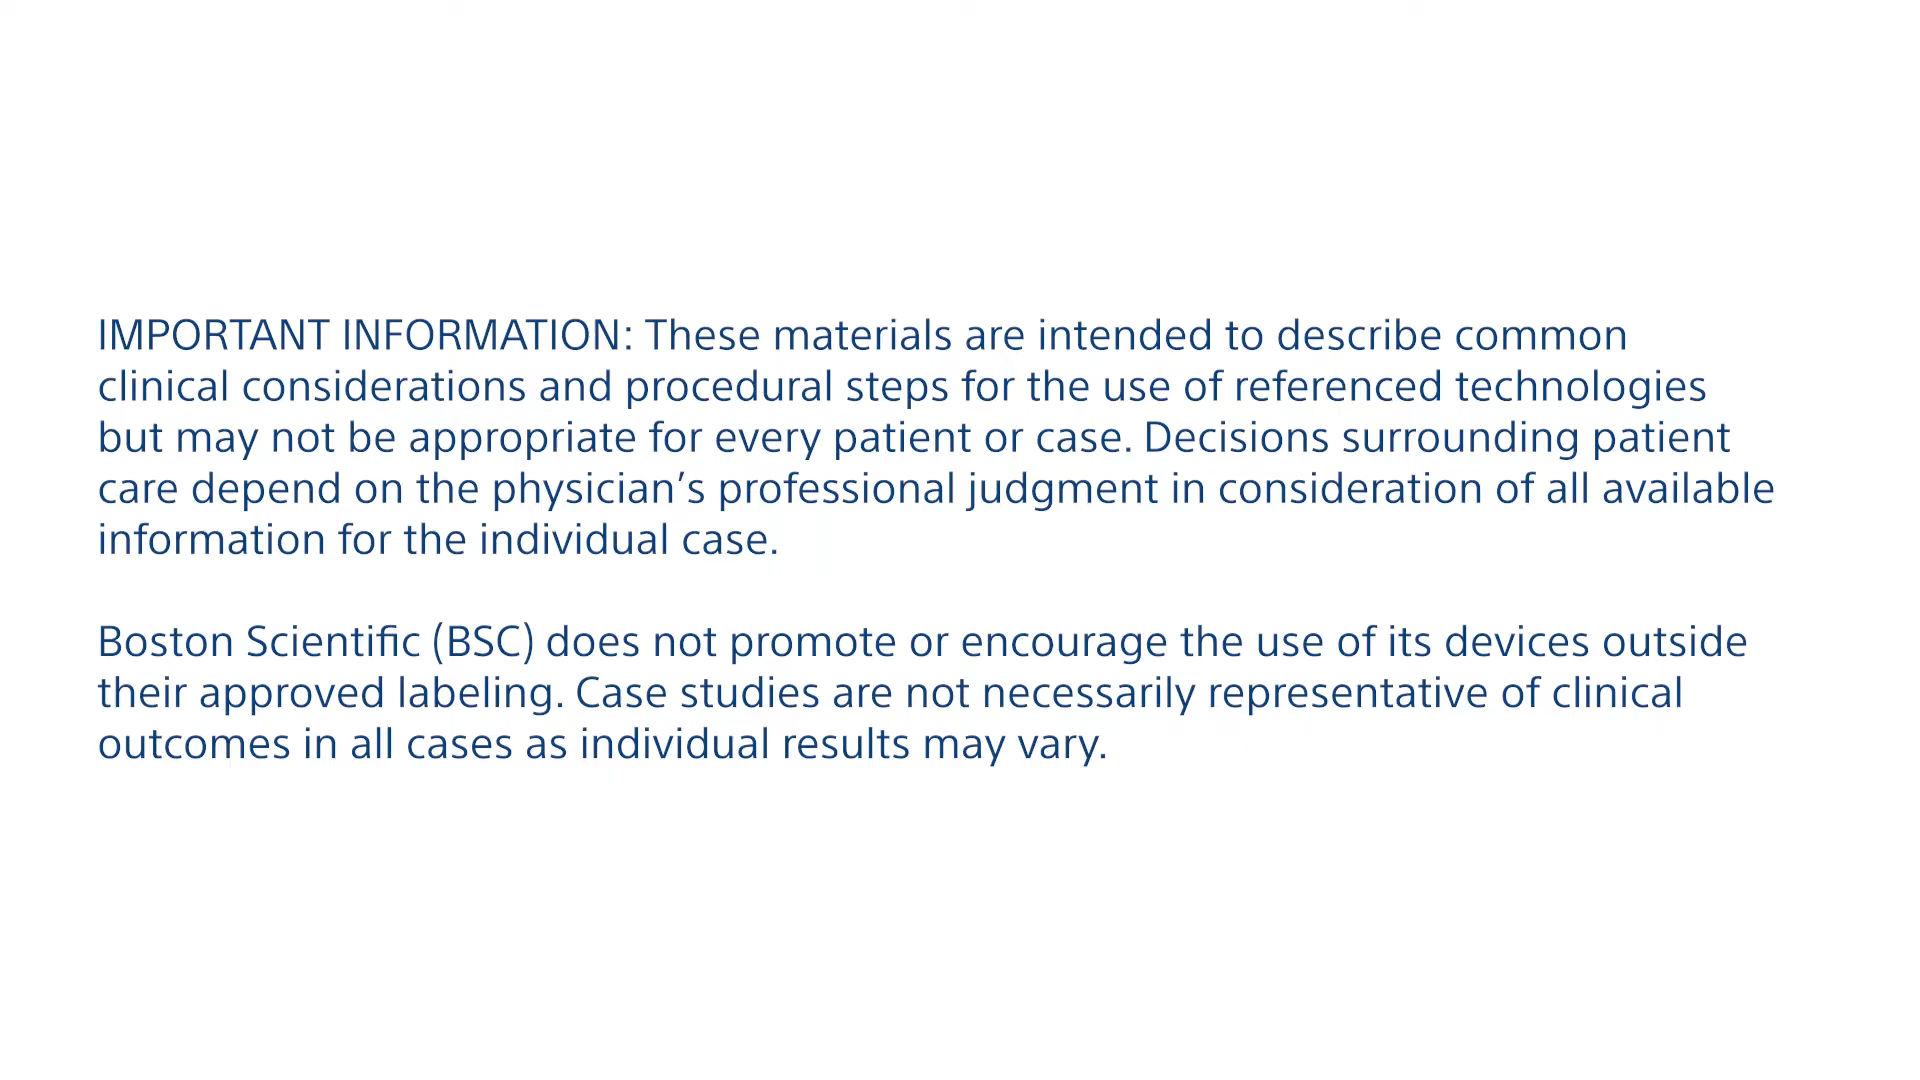 IMPORTANT INFORMATION: These materials are intended to describe common
clinical considerations and procedural steps for the use of referenced technologies
but may not be appropriate for every patient or case. Decisions surrounding patient
care depend on the physician’s professional judgment in consideration of all available
information for the individual case.
Boston Scientific (BSC) does not promote or encourage the use of its devices outside
their approved labeling. Case studies are not necessarily representative of clinical
outcomes in all cases as individual results may vary.